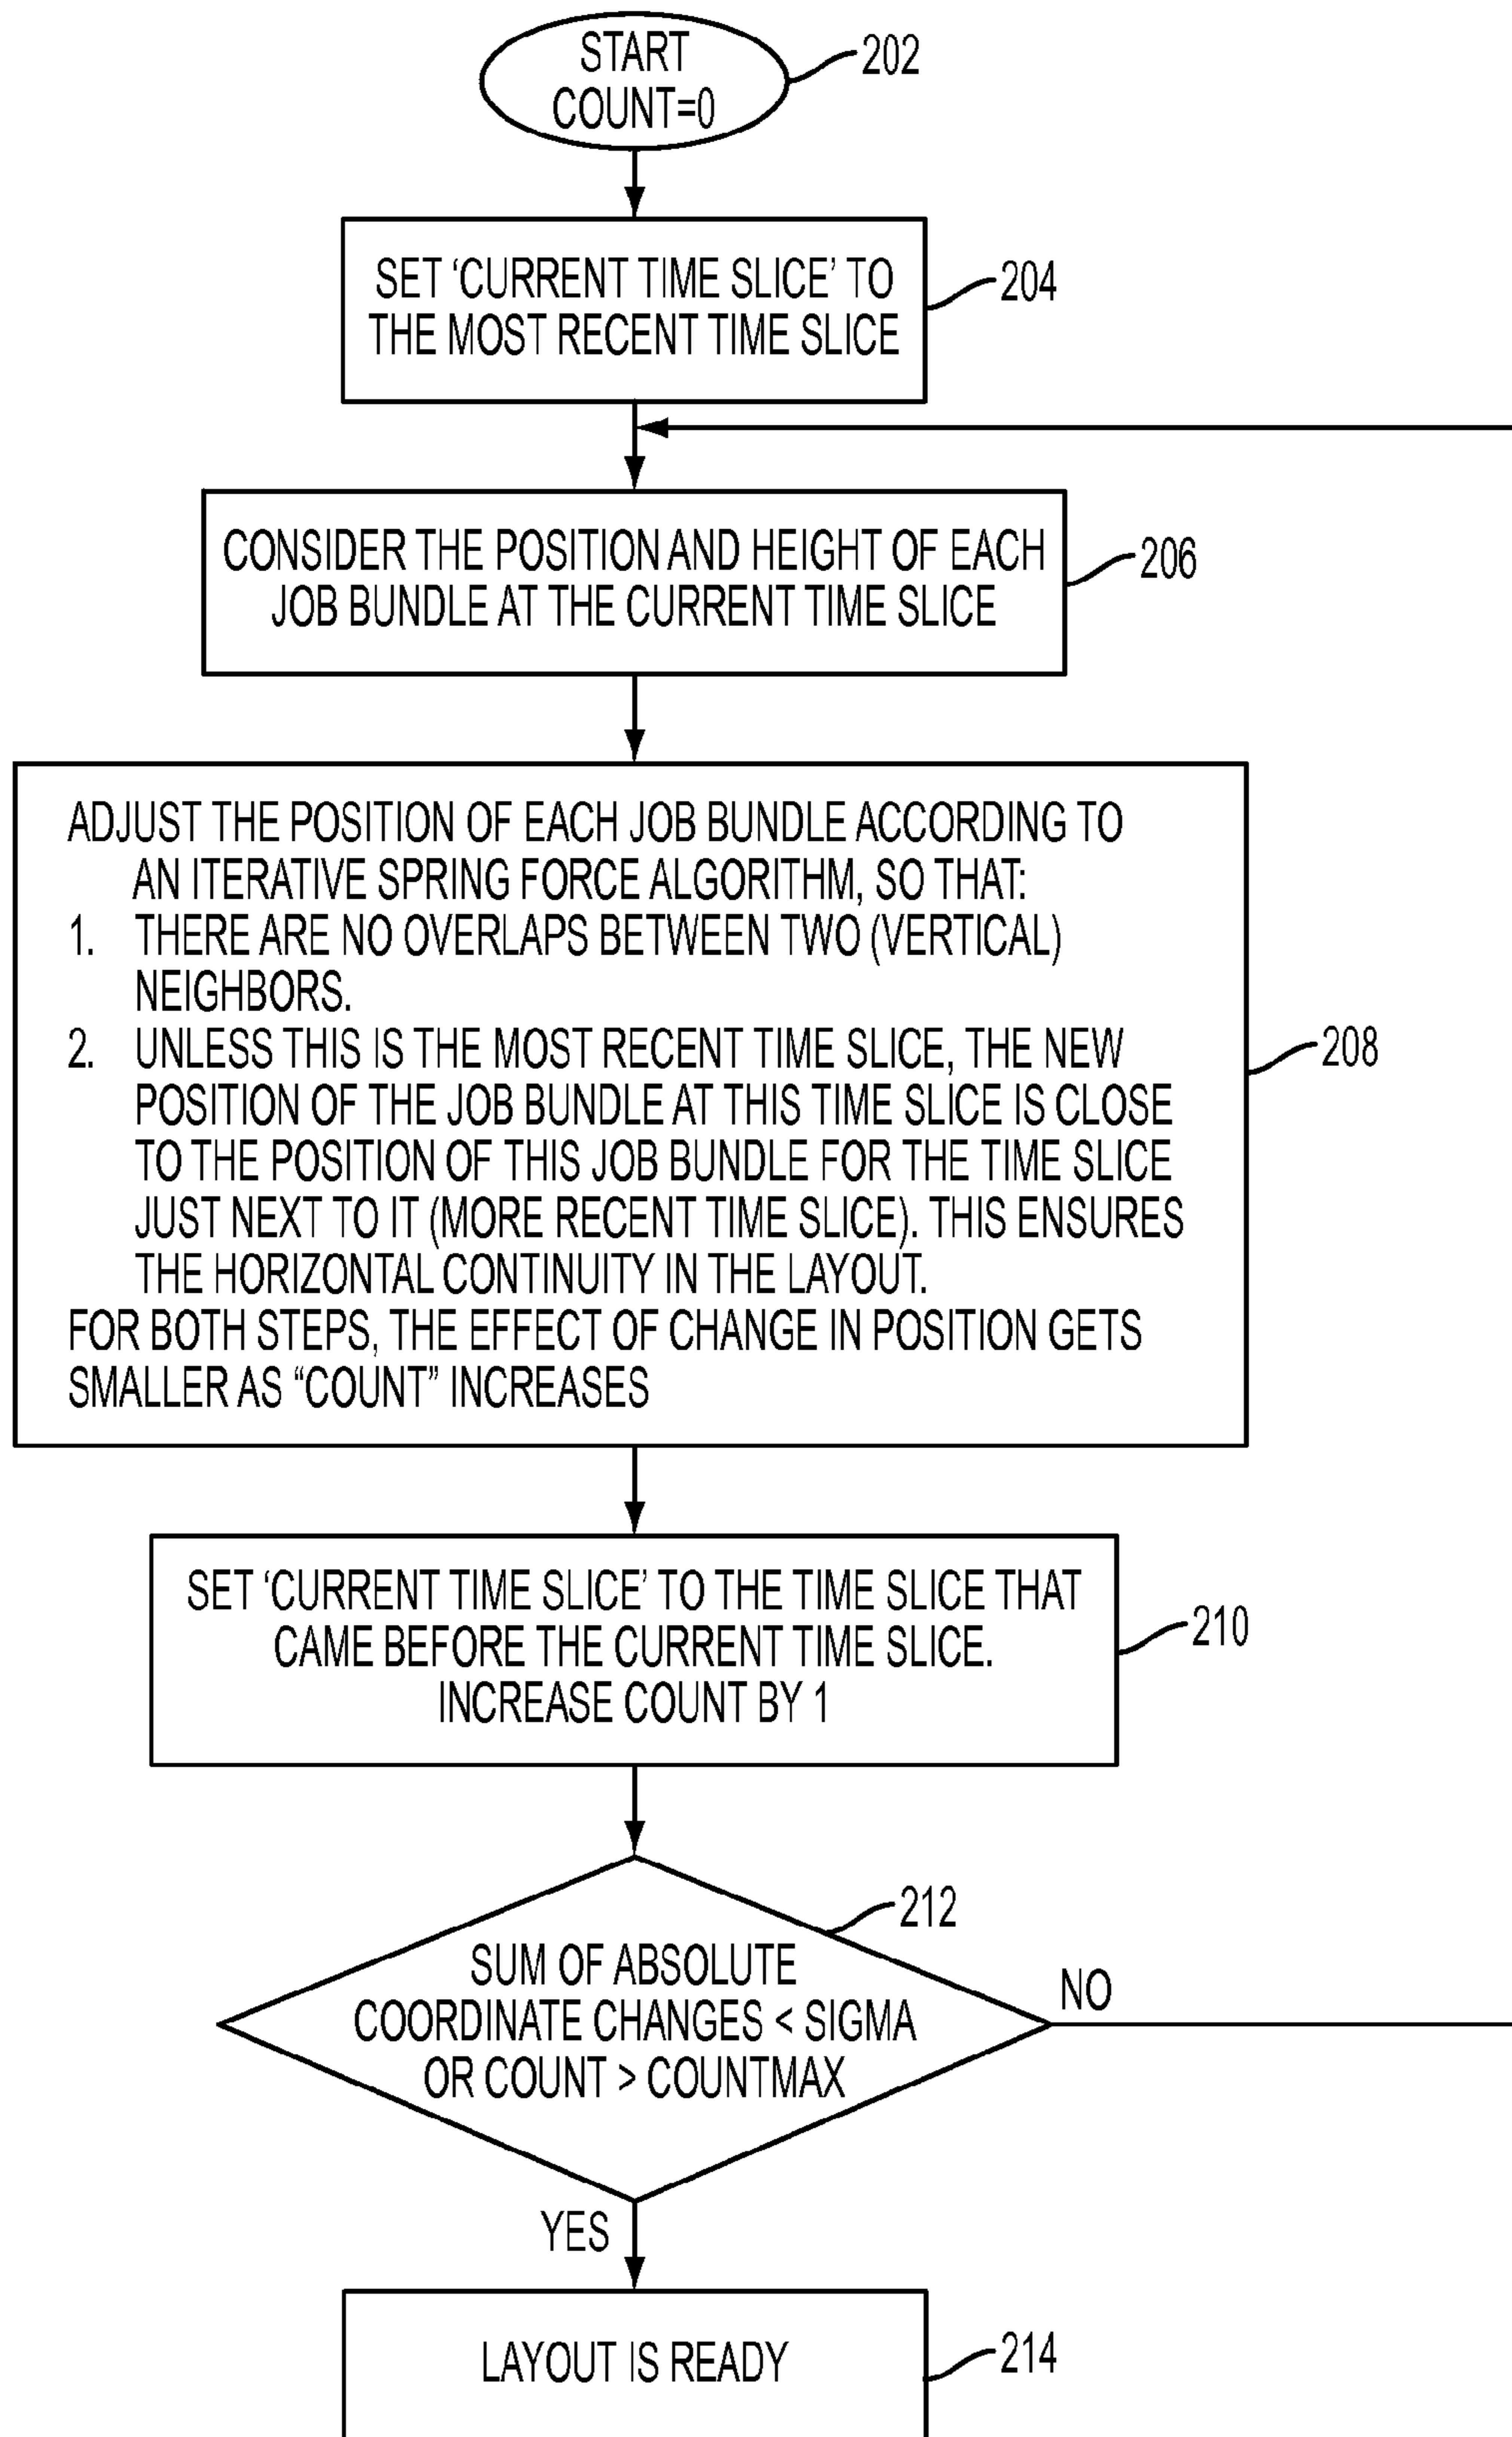 START
COUNT=0
202
SET ‘CURRENT TIME SLICE’ TO
THE MOST RECENT TIME SLICE
204
CONSIDER THE POSITION AND HEIGHT OF EACH
JOB BUNDLE AT THE CURRENT TIME SLICE
206
ADJUST THE POSITION OF EACH JOB BUNDLE ACCORDING TO
AN ITERATIVE SPRING FORCE ALGORITHM, SO THAT:
1. THERE ARE NO OVERLAPS BETWEEN TWO (VERTICAL)
NEIGHBORS.
2. UNLESS THIS IS THE MOST RECENT TIME SLICE, THE NEW
POSITION OF THE JOB BUNDLE AT THIS TIME SLICE IS CLOSE
TO THE POSITION OF THIS JOB BUNDLE FOR THE TIME SLICE
JUST NEXT TO IT (MORE RECENT TIME SLICE). THIS ENSURES
THE HORIZONTAL CONTINUITY IN THE LAYOUT.
FOR BOTH STEPS, THE EFFECT OF CHANGE IN POSITION GETS
SMALLER AS “COUNT” INCREASES
208
SET ‘CURRENT TIME SLICE’ TO THE TIME SLICE THAT
CAME BEFORE THE CURRENT TIME SLICE.
INCREASE COUNT BY 1
210
212
SUM OF ABSOLUTE
COORDINATE CHANGES < SIGMA
OR COUNT > COUNTMAX
NO
YES
LAYOUT IS READY
214